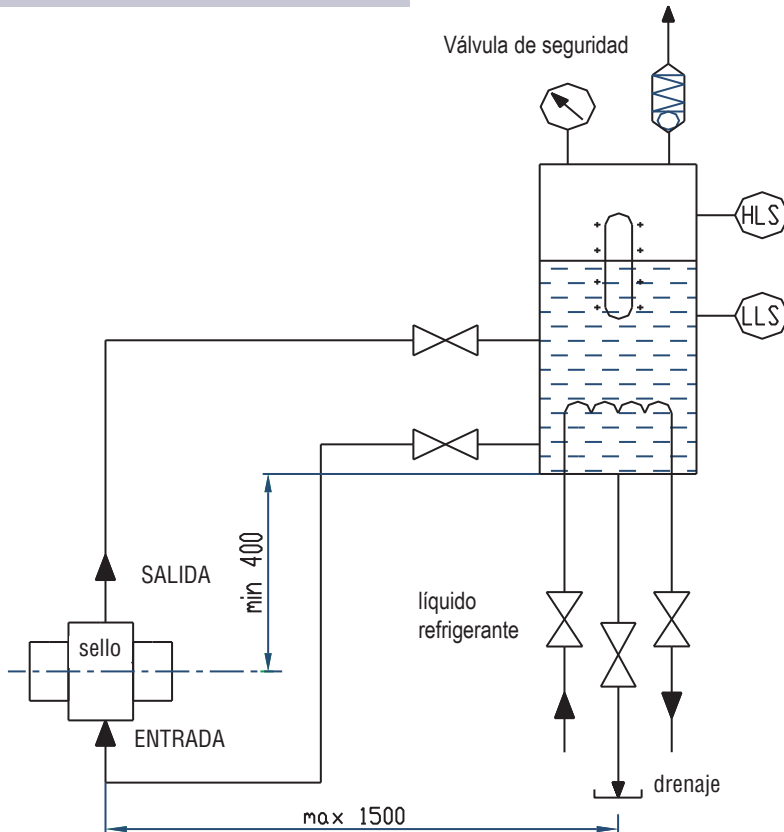 Válvula de seguridad
HLS
LLS
SALIDA
min 400
líquido
refrigerante
sello
ENTRADA
drenaje
max 1500